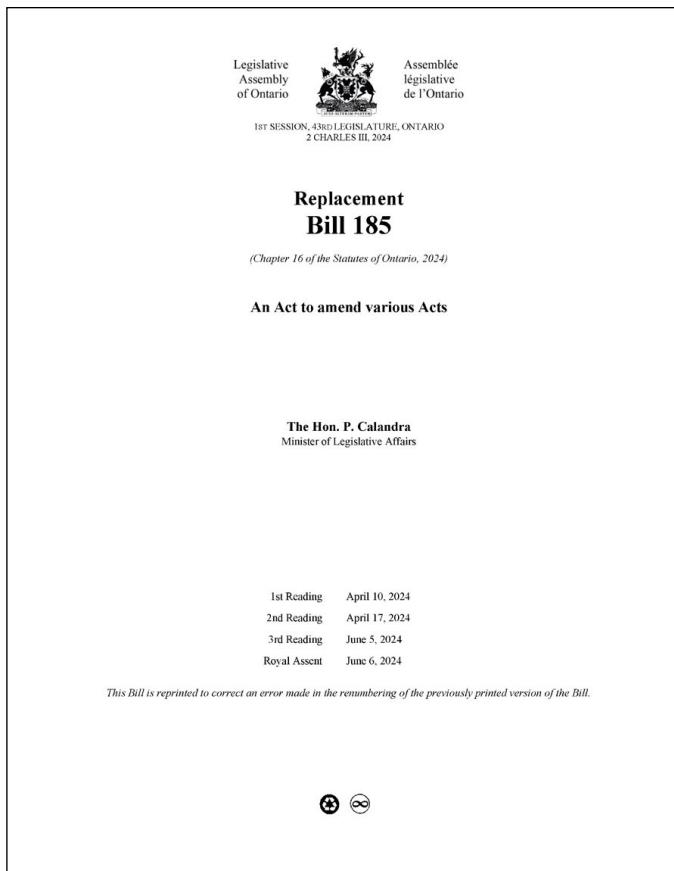 Legislative
Assembly
of Ontario
Assemblée
législative
de l'Ontario
1ST SESSION, 43RD LEGISLATURE, ONTARIO
2 CHARLES III, 2024
Replacement
Bill 185
(Chapter 16 of the Statutes of Ontario, 2024)
An Act to amend various Acts
The Hon. P. Calandra
Minister of Legislative Affairs
1st Reading April 10, 2024
2nd Reading April 17, 2024
3rd Reading June 5, 2024
Royal Assent June 6, 2024
This Bill is reprinted to correct an error made in the renumbering of the previously printed version of the Bill.